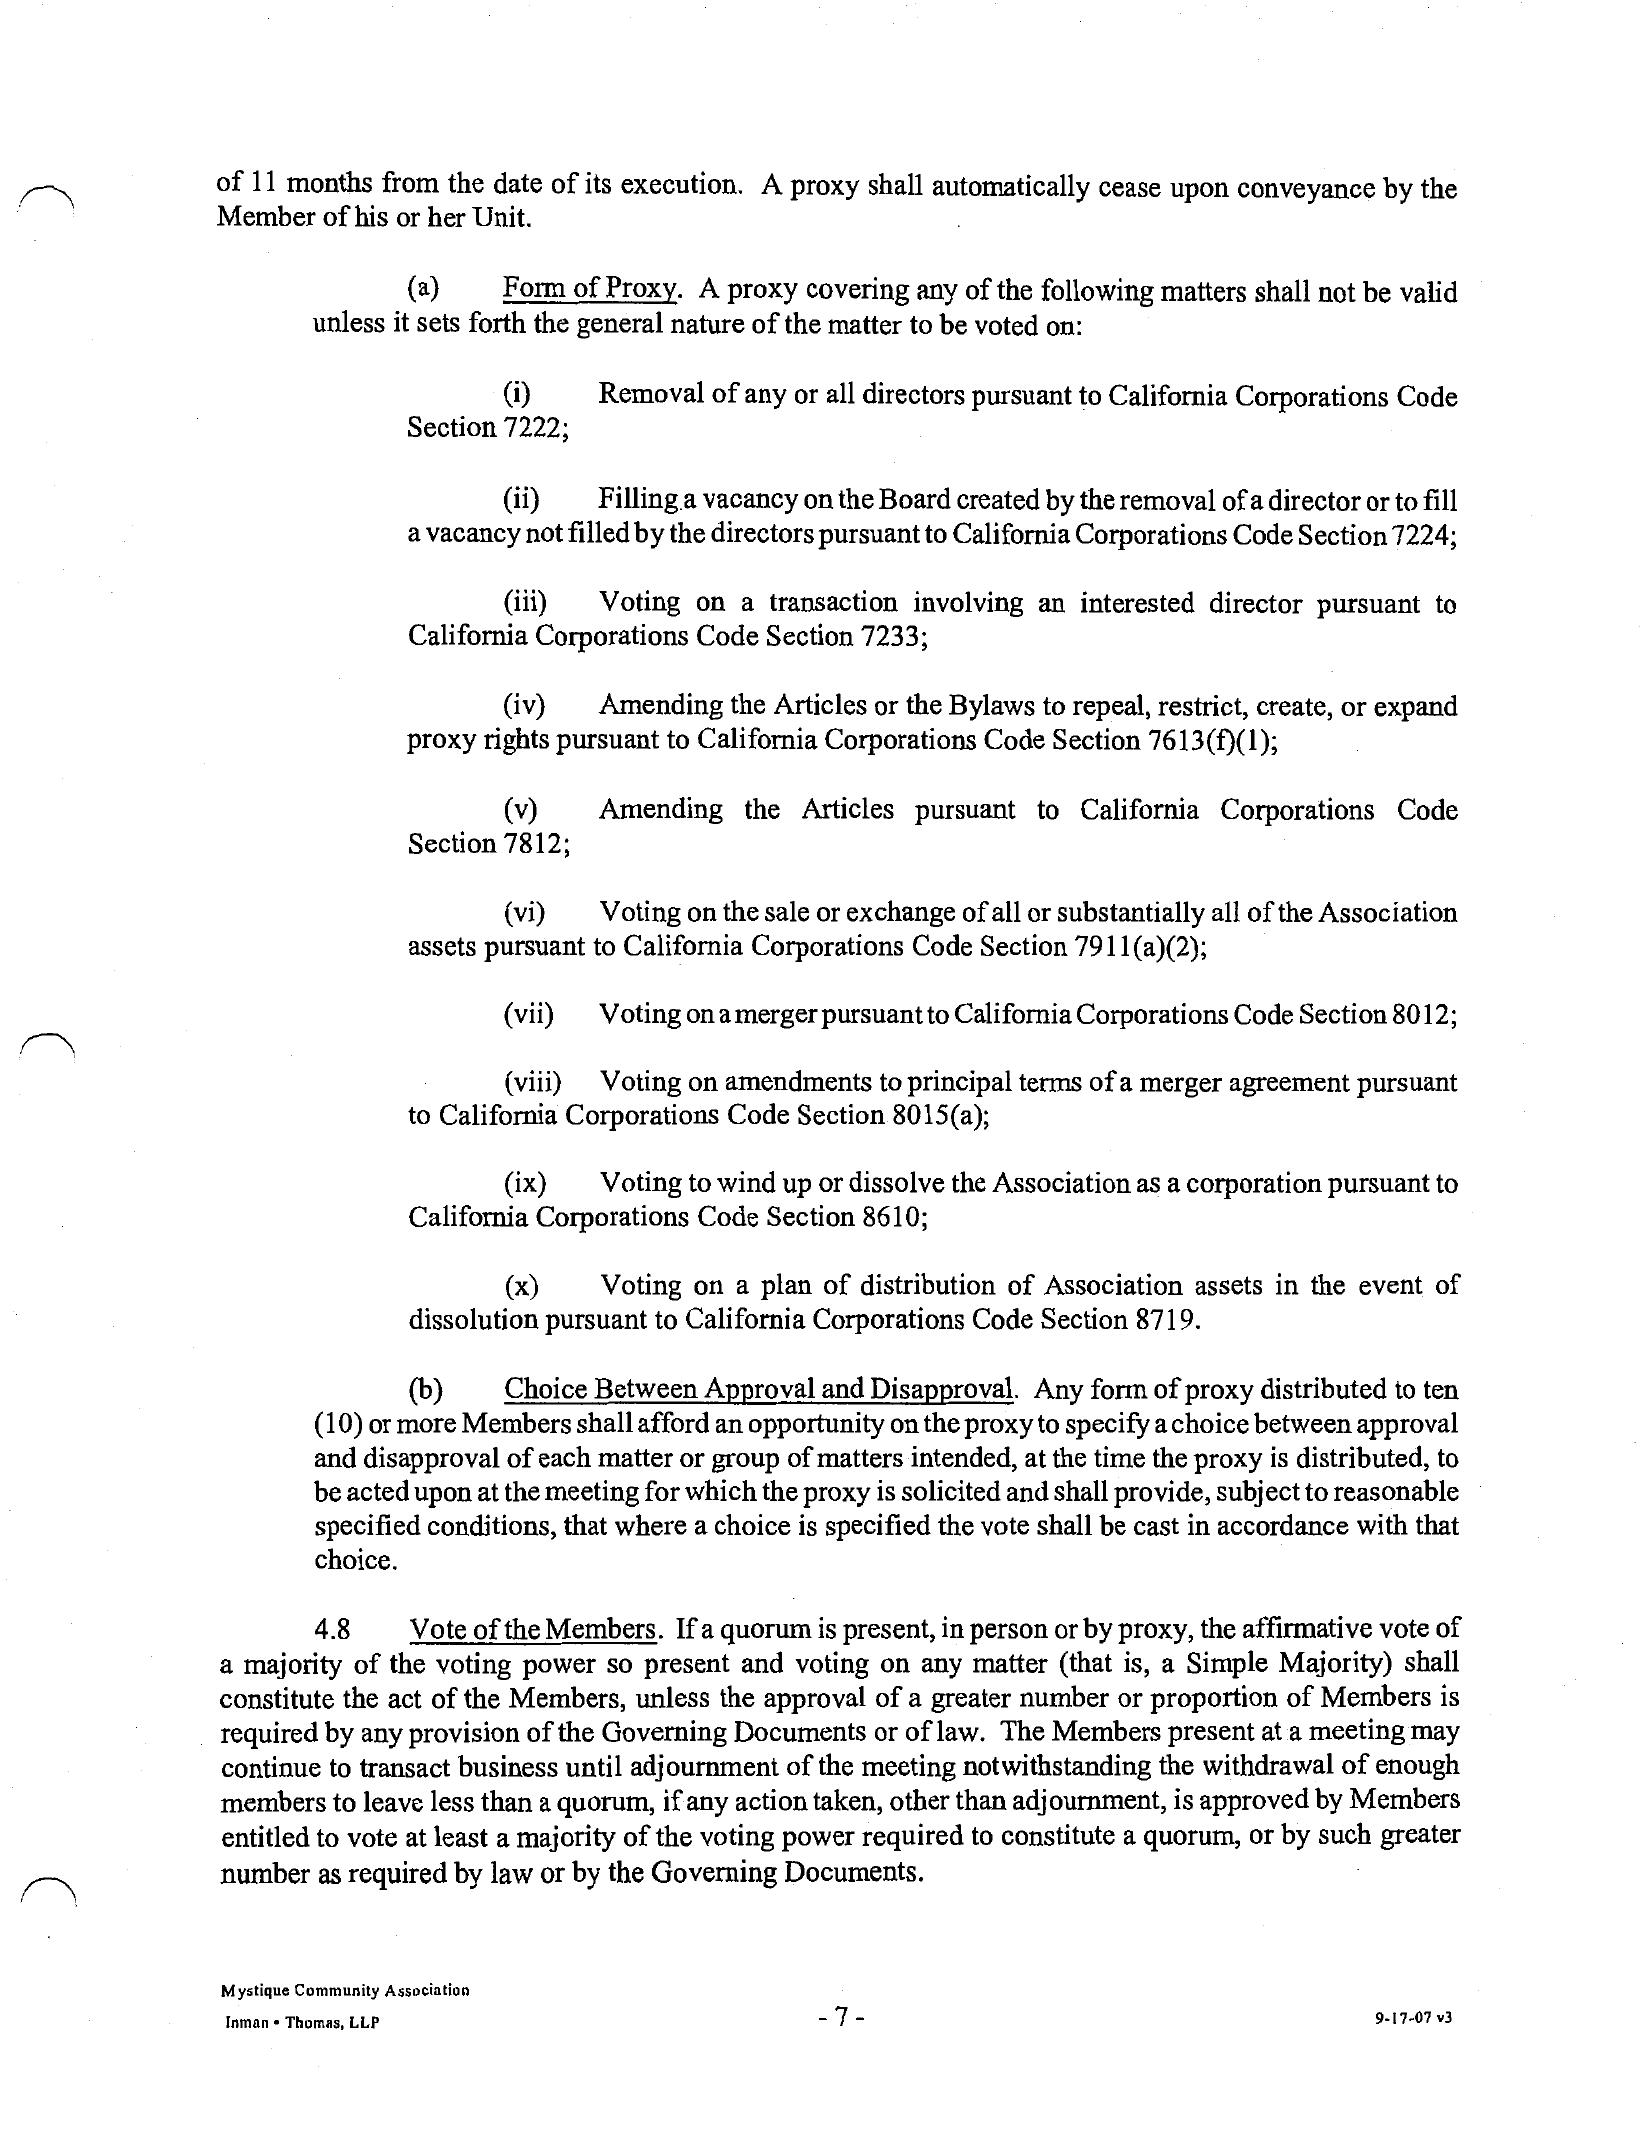 of 11 months from the date of its execution. A proxy shall automatically cease upon conveyance by the
Member of his or her Unit.
(a) Form of Proxy. A proxy covering any of the following matters shall not be valid
unless it sets forth the general nature of the matter to be voted on:
(i) Removal of any or all directors pursuant to California Corporations Code
Section 7222;
(ii) Filling a vacancy on the Board created by the removal of a director or to fill
a vacancy not filled by the directors pursuant to California Corporations Code Section 7224;
(iii) Voting on a transaction involving an interested director pursuant to
California Corporations Code Section 7233;
(iv) Amending the Articles or the Bylaws to repeal, restrict, create, or expand
proxy rights pursuant to California Corporations Code Section 7613(f)(1);
(v) Amending the Articles pursuant to California Corporations Code
Section 7812;
(vi) Voting on the sale or exchange of all or substantially all of the Association
assets pursuant to California Corporations Code Section 7911(a)(2);
(vii) Voting on a merger pursuant to California Corporations Code Section 8012;
(viii) Voting on amendments to principal terms of a merger agreement pursuant
to California Corporations Code Section 8015(a);
(ix) Voting to wind up or dissolve the Association as a corporation pursuant to
California Corporations Code Section 8610;
(x) Voting on a plan of distribution of Association assets in the event of
dissolution pursuant to California Corporations Code Section 8719.
(b) Choice Between Approval and Disapproval. Any form of proxy distributed to ten
(10) or more Members shall afford an opportunity on the proxy to specify a choice between approval
and disapproval of each matter or group of matters intended, at the time the proxy is distributed, to
be acted upon at the meeting for which the proxy is solicited and shall provide, subject to reasonable
specified conditions, that where a choice is specified the vote shall be cast in accordance with that
choice.
4.8 Vote of the Members. If a quorum is present, in person or by proxy, the affirmative vote of
a majority of the voting power so present and voting on any matter (that is, a Simple Majority) shall
constitute the act of the Members, unless the approval of a greater number or proportion of Members is
required by any provision of the Governing Documents or of law. The Members present at a meeting may
continue to transact business until adjournment of the meeting notwithstanding the withdrawal of enough
members to leave less than a quorum, if any action taken, other than adjournment, is approved by Members
entitled to vote at least a majority of the voting power required to constitute a quorum, or by such greater
number as required by law or by the Governing Documents.
Mystique Community Association
Inman • Thomas, LLP
- 7 -
9-17-07 v3